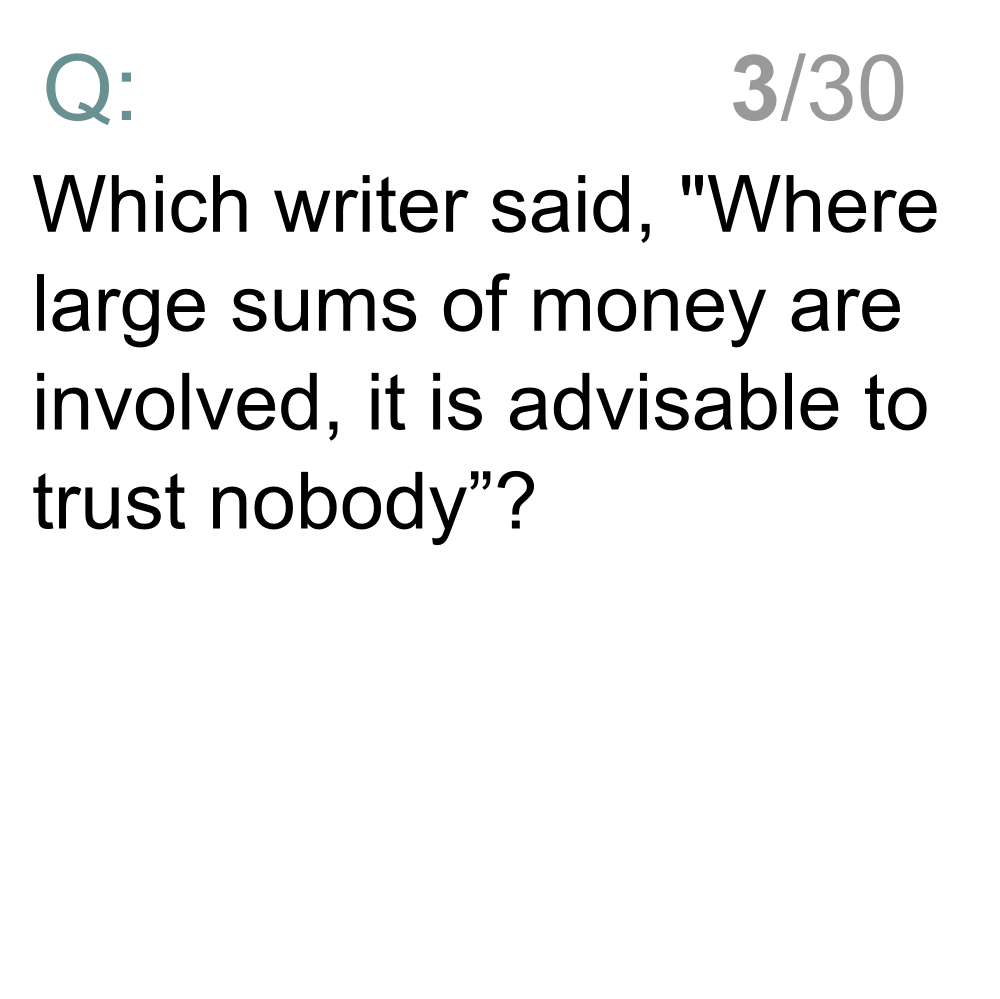 Q: 3/30
Which writer said, "Where
large sums of money are
involved, it is advisable to
trust nobody”?